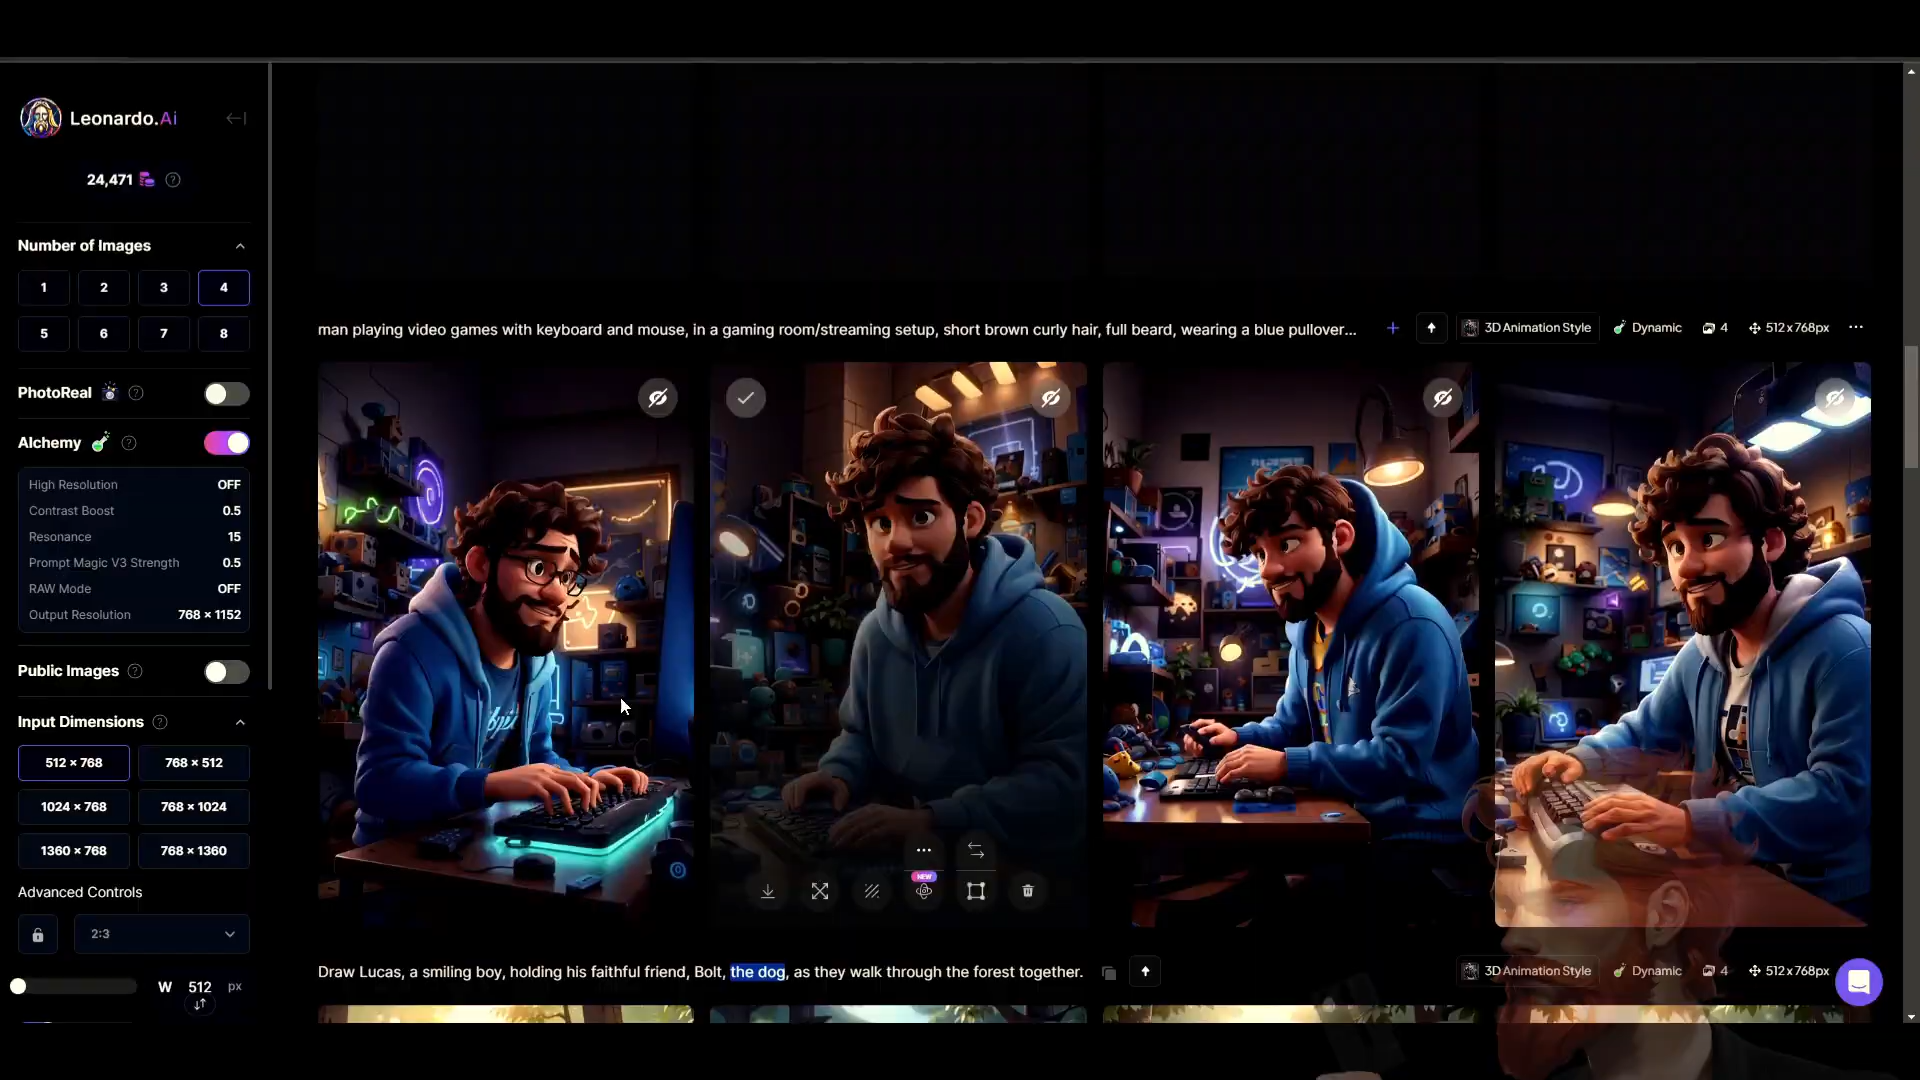 Leonardo.Ai
24,471
Number of Images
1 2 3 4
5 6 7 8
PhotoReal
Alchemy
High Resolution OFF
Contrast Boost 0.5
Resonance 15
Prompt Magic V3 Strength 0.5
RAW Mode OFF
Output Resolution 768 × 1152
Public Images
Input Dimensions
512 × 768 768 × 512
1024 × 768 768 × 1024
1360 × 768 768 × 1360
Advanced Controls
2:3
W 512 px
man playing video games with keyboard and mouse, in a gaming room/streaming setup, short brown curly hair, full beard, wearing a blue pullover... 3D Animation Style Dynamic 4 512x768px
NEW
Draw Lucas, a smiling boy, holding his faithful friend, Bolt, the dog, as they walk through the forest together. 3D Animation Style Dynamic 4 512x768px